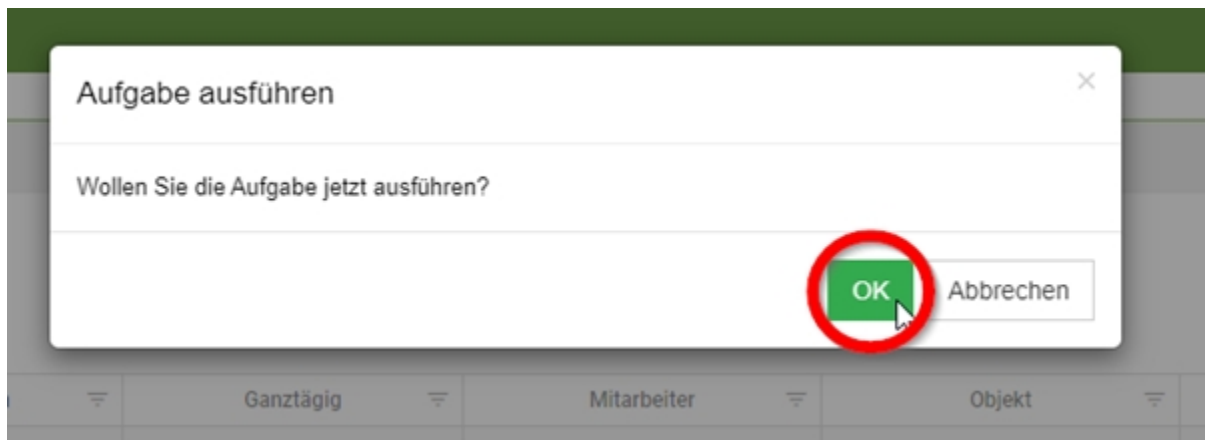 Aufgabe ausführen
Wollen Sie die Aufgabe jetzt ausführen?
OK Abbrechen
Ganztägig Mitarbeiter Objekt